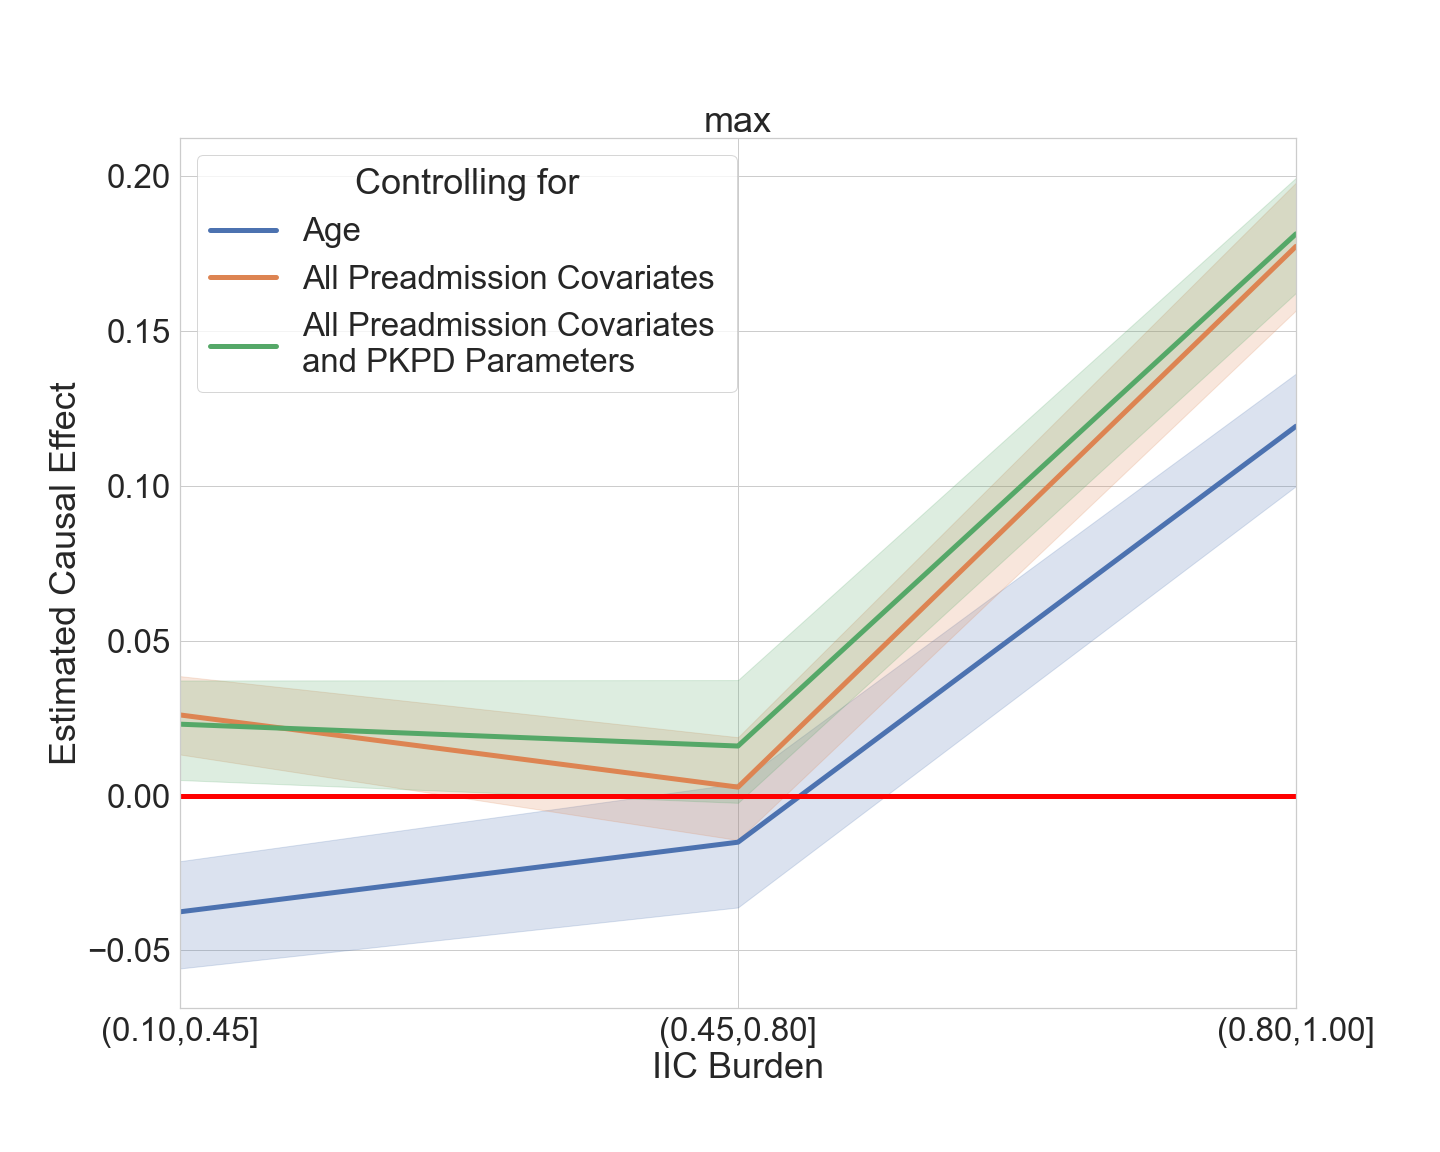 max
Controlling for
Age
All Preadmission Covariates
All Preadmission Covariates
and PKPD Parameters
Estimated Causal Effect
0.20
0.15
0.10
0.05
0.00
−0.05
(0.10,0.45]
(0.45,0.80]
(0.80,1.00]
IIC Burden